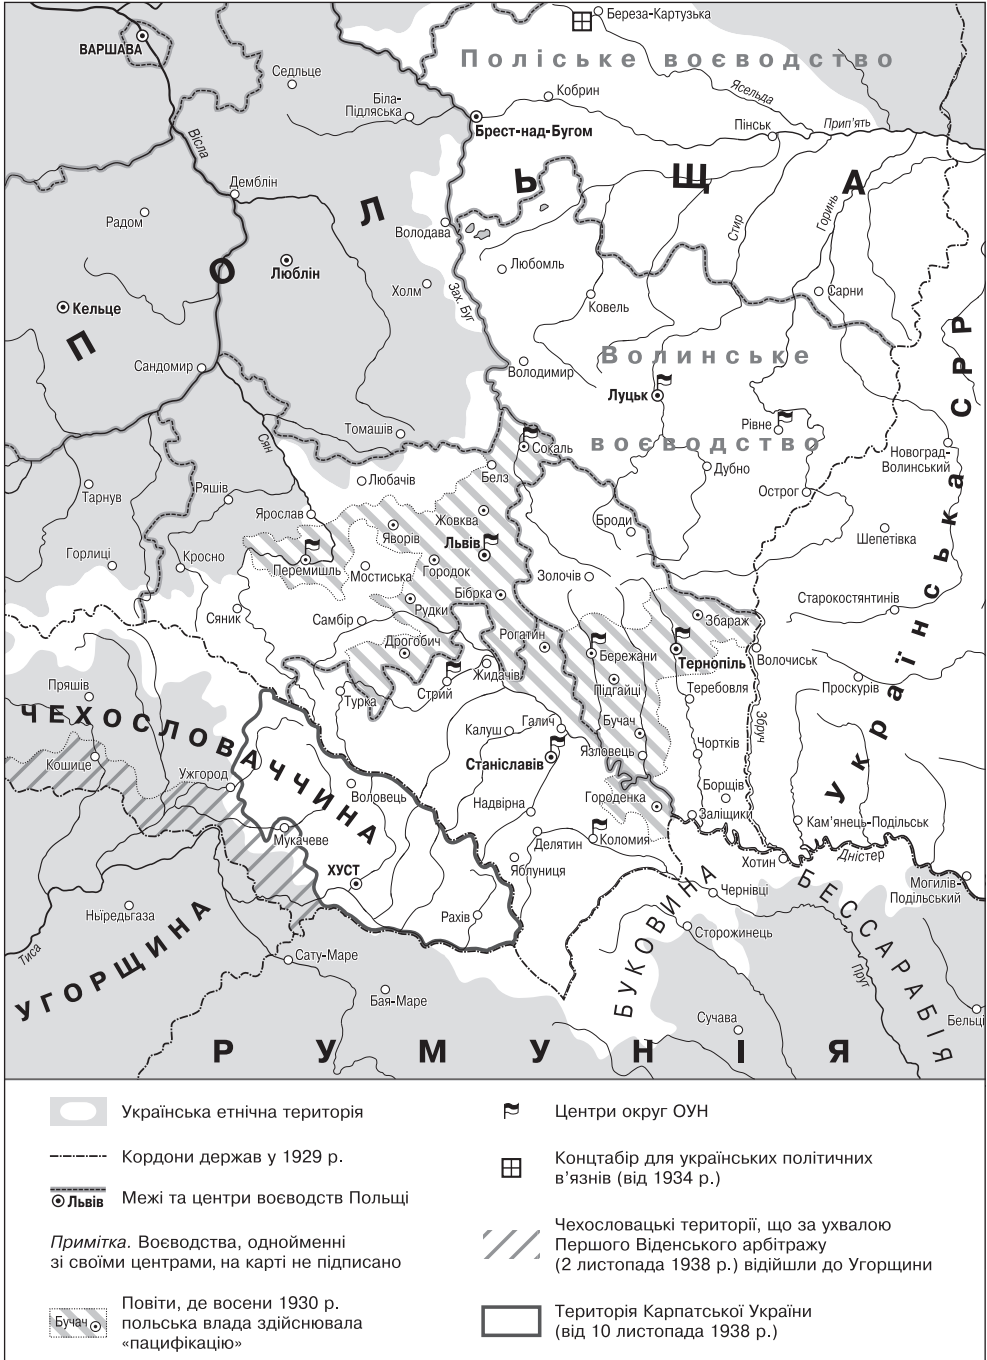 Береза-Картузька
ВАРШАВА
Поліське воєводство
Седльце
Ясельда
Кобрин
Біла-
Підляська
Вісла
Брест-над-Бугом
Пінськ
Прип'ять
ПОЛЬЩА
Демблін
Радом
Володава
Стир
Горинь
Люблін
Любомль
Холм
Зах. Буг
Сарни
Кельце
Ковель
Волинське
воєводство
Сандомир
Володимир
Луцьк
Рівне
Українська СРР
Томашів
Сокаль
Новоград-
Волинський
Сян
Белз
Дубно
Любачів
Острог
Тарнув
Ряшів
Ярослав
Жовква
Яворів
Броди
Шепетівка
Львів
Горлиці
Кросно
Перемишль
Мостиська
Городок
Золочів
Бібрка
Старокостянтинів
Сяник
Самбір
Рудки
Збараж
Рогатин
Дрогобич
Бережани
Тернопіль
Волочиськ
Жидачів
Пряшів
Турка
Стрий
Підгайці
Теребовля
Проскурів
ЧЕХОСЛОВАЧЧИНА
Калуш
Галич
Бучач
Збруч
Язловець
Чортків
Кошице
Ужгород
Станіславів
Воловець
Надвірна
Городенка
Борщів
Заліщики
Кам'янець-Подільськ
Мукачеве
Делятин
Коломия
ХУСТ
Яблуниця
Хотин
Дністер
Могилів-
Подільський
Чернівці
БУКОВИНА
БЕССАРАБІЯ
Ньїредьгаза
Рахів
Сторожинець
УГОРЩИНА
Тиса
Сату-Маре
Прут
Бая-Маре
Сучава
Бельці
РУМУНІЯ
Українська етнічна територія
Кордони держав у 1929 р.
Львів
Межі та центри воєводств Польщі
Примітка. Воєводства, однойменні
зі своїми центрами, на карті не підписано
Бучач
Повіти, де восени 1930 р.
польська влада здійснювала
«пацифікацію»
Центри округ ОУН
Концтабір для українських політичних
в'язнів (від 1934 р.)
Чехословацькі території, що за ухвалою
Першого Віденського арбітражу
(2 листопада 1938 р.) відійшли до Угорщини
Територія Карпатської України
(від 10 листопада 1938 р.)